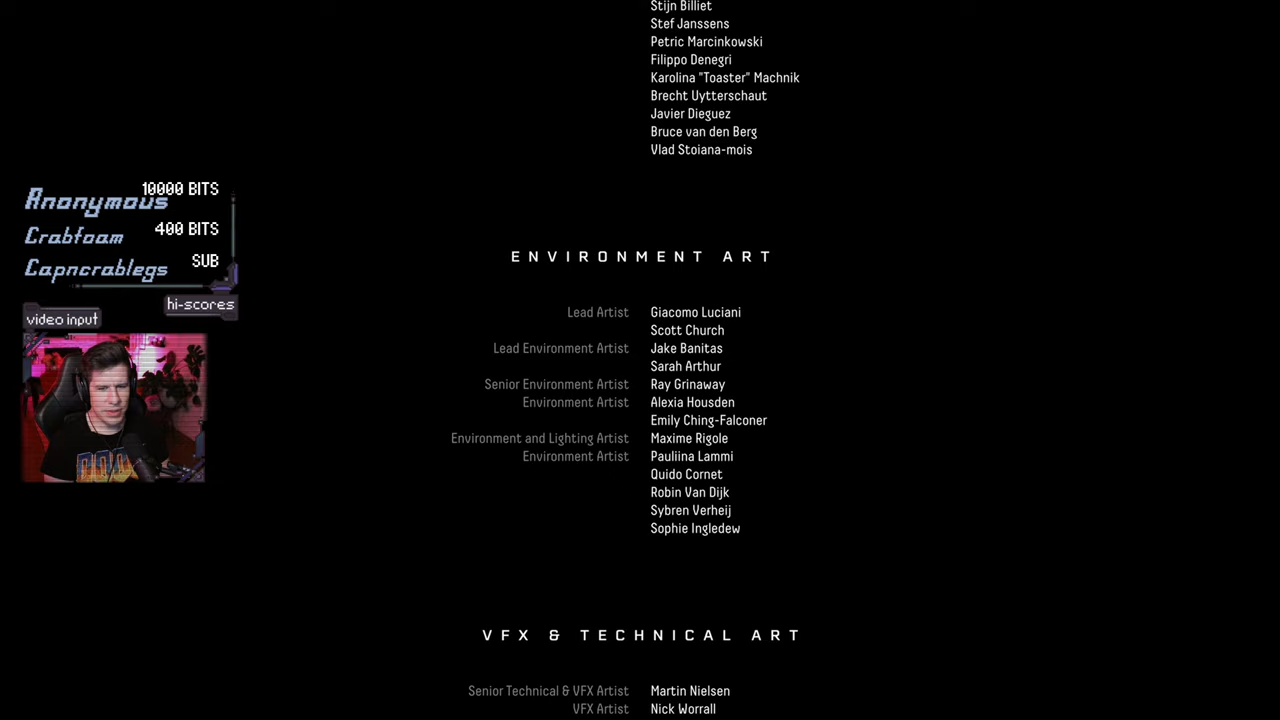 Stijn Billiet
Stef Janssens
Petric Marcinkowski
Filippo Denegri
Karolina "Toaster" Machnik
Brecht Uytterschaut
Javier Dieguez
Bruce van den Berg
Vlad Stoiana-mois
Anonymous 10000 BITS
Crabfoam 400 BITS
Capncrablegs SUB
hi-scores
video input
ENVIRONMENT ART
Lead Artist Giacomo Luciani
Scott Church
Lead Environment Artist Jake Banitas
Sarah Arthur
Senior Environment Artist Ray Grinaway
Environment Artist Alexia Housden
Emily Ching-Falconer
Environment and Lighting Artist Maxime Rigole
Environment Artist Pauliina Lammi
Quido Cornet
Robin Van Dijk
Sybren Verheij
Sophie Ingledew
VFX & TECHNICAL ART
Senior Technical & VFX Artist Martin Nielsen
VFX Artist Nick Worrall